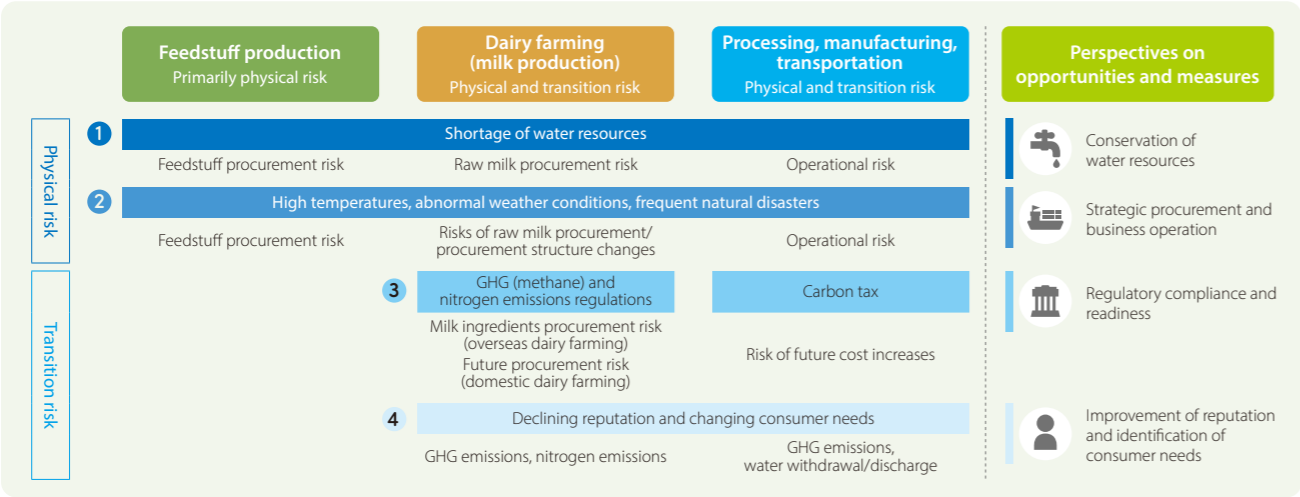 Feedstuff production
Primarily physical risk
Dairy farming
(milk production)
Physical and transition risk
Processing, manufacturing,
transportation
Physical and transition risk
Perspectives on
opportunities and measures
Physical risk
1
Shortage of water resources
Feedstuff procurement risk
Raw milk procurement risk
Operational risk
Conservation of
water resources
2
High temperatures, abnormal weather conditions, frequent natural disasters
Feedstuff procurement risk
Risks of raw milk procurement/
procurement structure changes
Operational risk
Strategic procurement and
business operation
Transition risk
3
GHG (methane) and
nitrogen emissions regulations
Milk ingredients procurement risk
(overseas dairy farming)
Future procurement risk
(domestic dairy farming)
Carbon tax
Risk of future cost increases
Regulatory compliance and
readiness
4
Declining reputation and changing consumer needs
GHG emissions, nitrogen emissions
GHG emissions,
water withdrawal/discharge
Improvement of reputation
and identification of
consumer needs